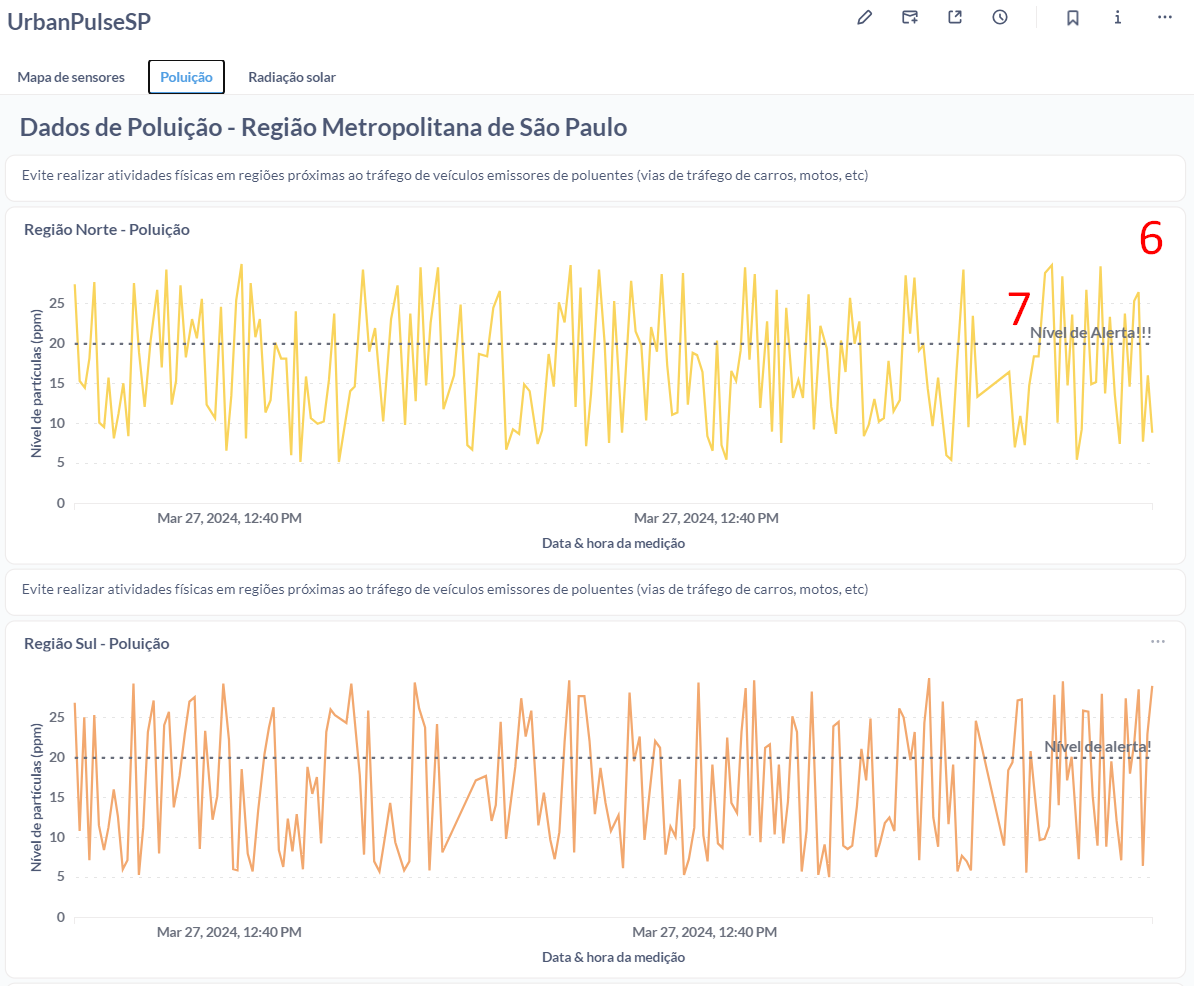 UrbanPulseSP
Mapa de sensores
Poluição
Radiação solar
Dados de Poluição - Região Metropolitana de São Paulo
Evite realizar atividades físicas em regiões próximas ao tráfego de veículos emissores de poluentes (vias de tráfego de carros, motos, etc)
Região Norte - Poluição
6
7
Nível de Alerta!!!
Nível de partículas (ppm)
25
20
15
10
5
0
Mar 27, 2024, 12:40 PM
Mar 27, 2024, 12:40 PM
Data & hora da medição
Evite realizar atividades físicas em regiões próximas ao tráfego de veículos emissores de poluentes (vias de tráfego de carros, motos, etc)
Região Sul - Poluição
Nível de alerta!
Nível de partículas (ppm)
25
20
15
10
5
0
Mar 27, 2024, 12:40 PM
Mar 27, 2024, 12:40 PM
Data & hora da medição